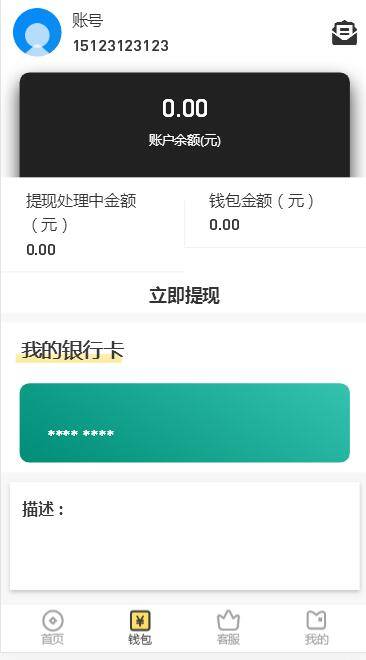 账号
15123123123
0.00
账户余额(元)
提现处理中金额
（元）
0.00
钱包金额（元）
0.00
立即提现
我的银行卡
**** ****
描述：
首页
¥
钱包
客服
我的